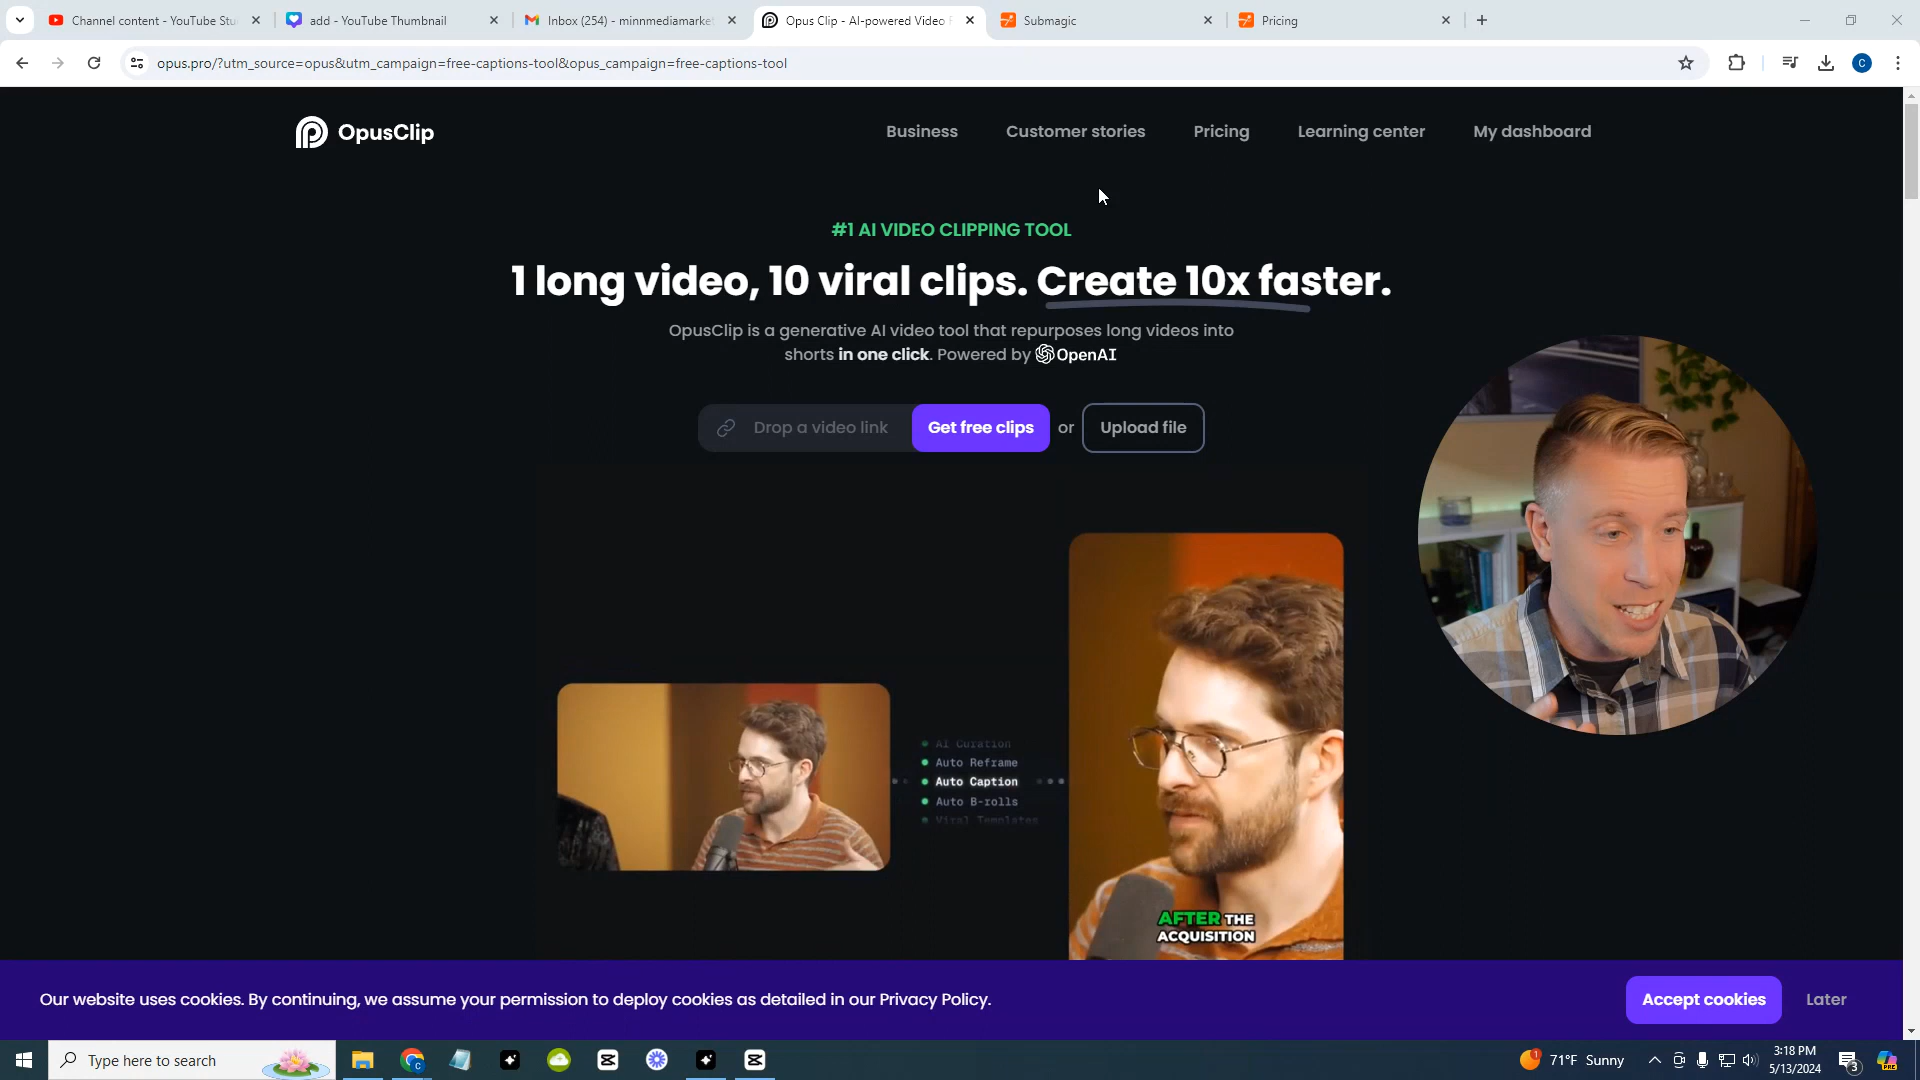 Channel content - YouTube Stu
add - YouTube Thumbnail
Inbox (254) - minnmediamarke
Opus Clip - AI-powered Video
Submagic
Pricing
opus.pro/?utm_source=opus&utm_campaign=free-captions-tool&opus_campaign=free-captions-tool
C
OpusClip
Business
Customer stories
Pricing
Learning center
My dashboard
#1 AI VIDEO CLIPPING TOOL
1 long video, 10 viral clips. Create 10x faster.
OpusClip is a generative AI video tool that repurposes long videos into
shorts in one click. Powered by OpenAI
Drop a video link
Get free clips
or
Upload file
AI Curation
Auto Reframe
Auto Caption
Auto B-rolls
Viral Templates
AFTER THE
ACQUISITION
Our website uses cookies. By continuing, we assume your permission to deploy cookies as detailed in our Privacy Policy.
Accept cookies
Later
Type here to search
1
71°F Sunny
3:18 PM
5/13/2024
3
PRE